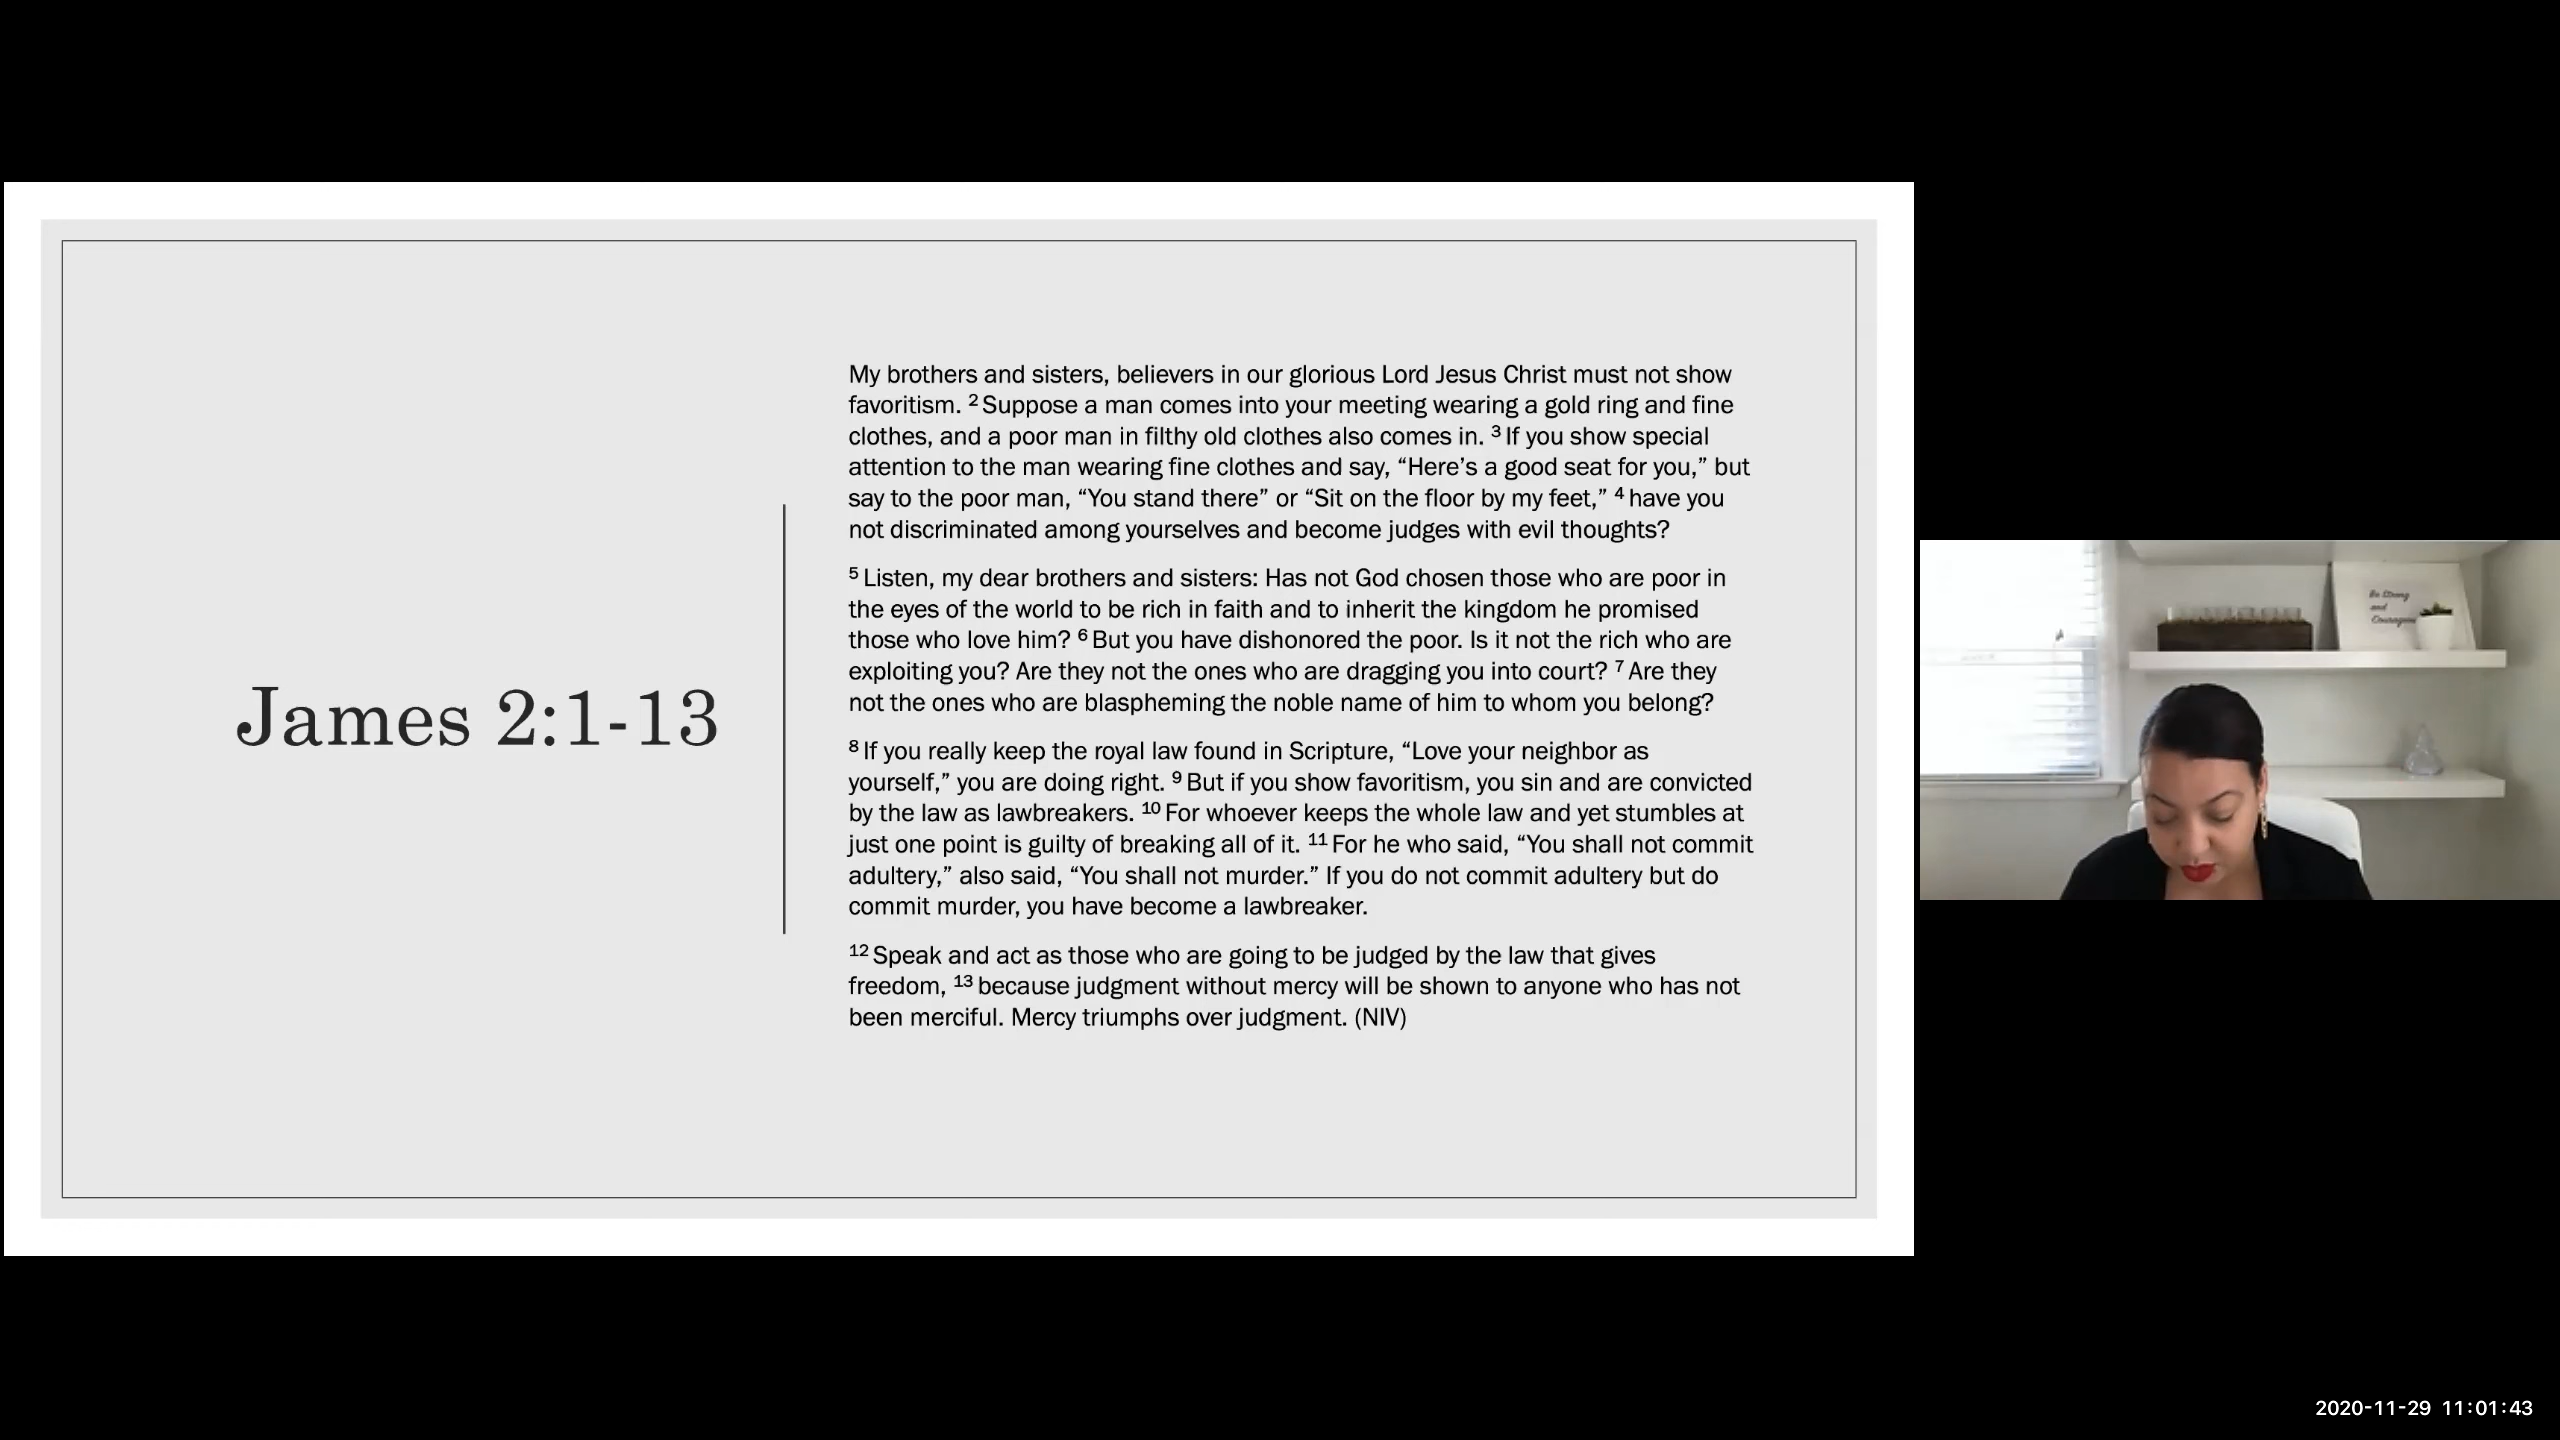 James 2:1-13
My brothers and sisters, believers in our glorious Lord Jesus Christ must not show
favoritism. ² Suppose a man comes into your meeting wearing a gold ring and fine
clothes, and a poor man in filthy old clothes also comes in. ³ If you show special
attention to the man wearing fine clothes and say, “Here’s a good seat for you,” but
say to the poor man, “You stand there” or “Sit on the floor by my feet,” ⁴ have you
not discriminated among yourselves and become judges with evil thoughts?
⁵ Listen, my dear brothers and sisters: Has not God chosen those who are poor in
the eyes of the world to be rich in faith and to inherit the kingdom he promised
those who love him? ⁶ But you have dishonored the poor. Is it not the rich who are
exploiting you? Are they not the ones who are dragging you into court? ⁷ Are they
not the ones who are blaspheming the noble name of him to whom you belong?
⁸ If you really keep the royal law found in Scripture, “Love your neighbor as
yourself,” you are doing right. ⁹ But if you show favoritism, you sin and are convicted
by the law as lawbreakers. ¹⁰ For whoever keeps the whole law and yet stumbles at
just one point is guilty of breaking all of it. ¹¹ For he who said, “You shall not commit
adultery,” also said, “You shall not murder.” If you do not commit adultery but do
commit murder, you have become a lawbreaker.
¹² Speak and act as those who are going to be judged by the law that gives
freedom, ¹³ because judgment without mercy will be shown to anyone who has not
been merciful. Mercy triumphs over judgment. (NIV)
Be Strong
and
2020-11-29 11:01:43